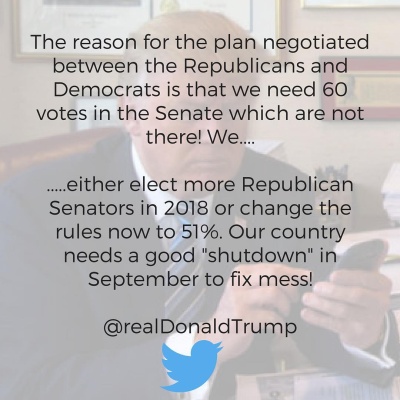 The reason for the plan negotiated
between the Republicans and
Democrats is that we need 60
votes in the Senate which are not
there! We....
.....either elect more Republican
Senators in 2018 or change the
rules now to 51%. Our country
needs a good "shutdown" in
September to fix mess!
@realDonaldTrump